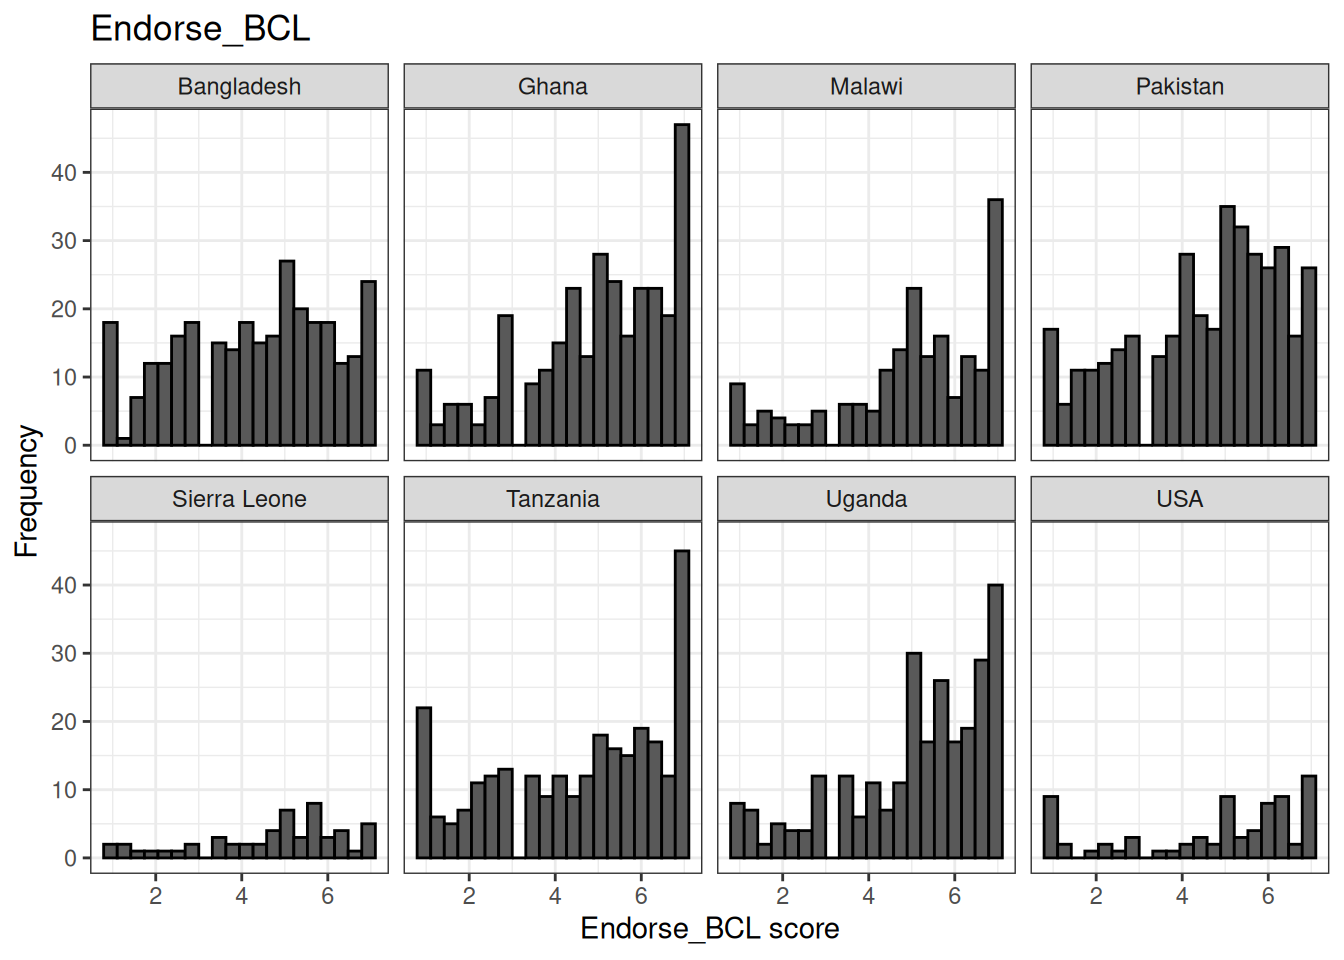 Endorse_BCL
Bangladesh Ghana Malawi Pakistan
40
30
20
10
0
Sierra Leone Tanzania Uganda USA
40
30
20
10
0
2 4 6 2 4 6 2 4 6 2 4 6
Endorse_BCL score
Frequency